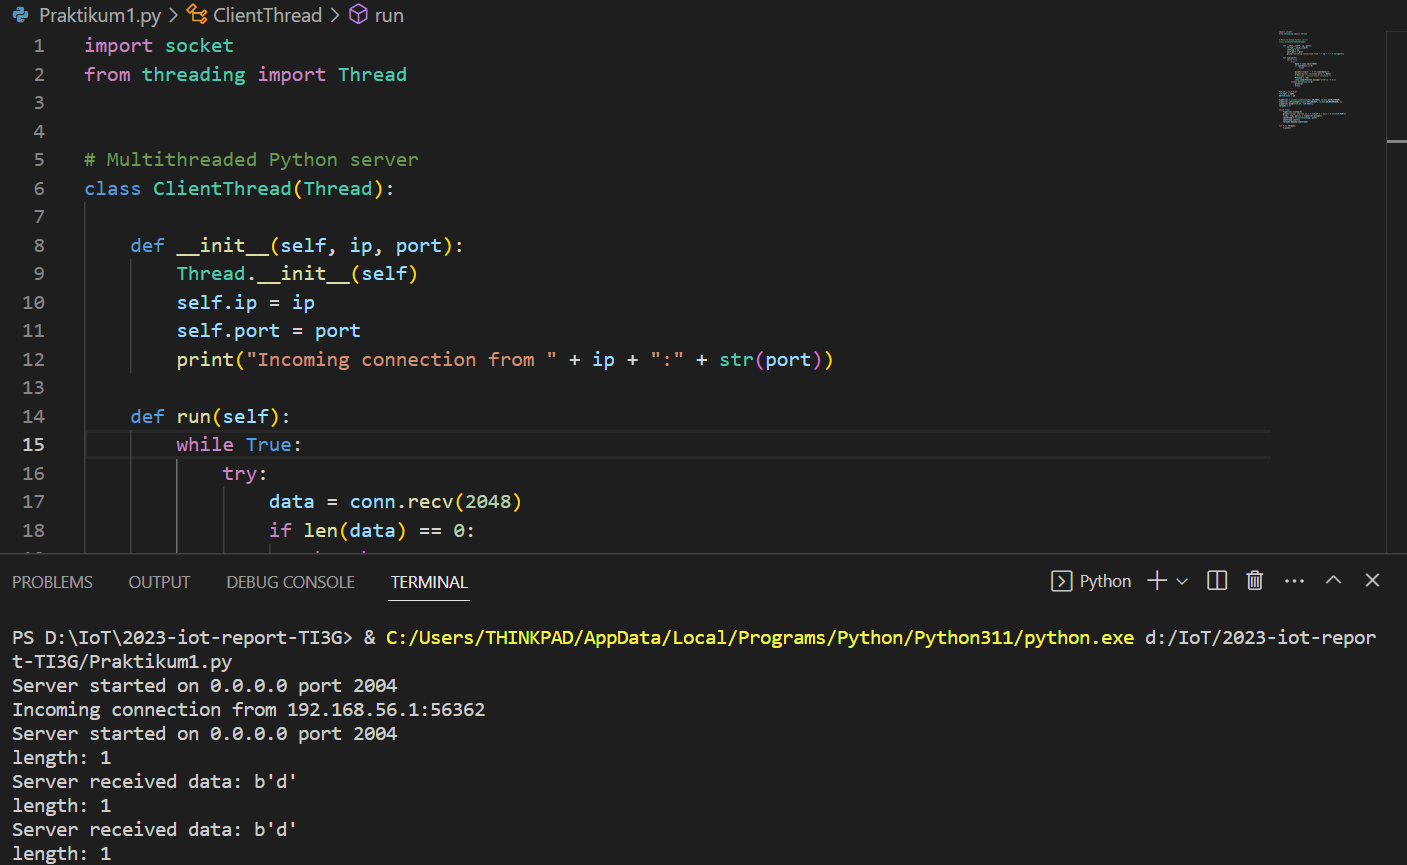 Praktikum1.py > ClientThread > run
1 import socket
2 from threading import Thread
3
4
5 # Multithreaded Python server
6 class ClientThread(Thread):
7
8     def __init__(self, ip, port):
9         Thread.__init__(self)
10         self.ip = ip
11         self.port = port
12         print("Incoming connection from " + ip + ":" + str(port))
13
14     def run(self):
15         while True:
16             try:
17                 data = conn.recv(2048)
18                 if len(data) == 0:
PROBLEMS OUTPUT DEBUG CONSOLE TERMINAL Python
PS D:\IoT\2023-iot-report-TI3G> & C:/Users/THINKPAD/AppData/Local/Programs/Python/Python311/python.exe d:/IoT/2023-iot-repor
t-TI3G/Praktikum1.py
Server started on 0.0.0.0 port 2004
Incoming connection from 192.168.56.1:56362
Server started on 0.0.0.0 port 2004
length: 1
Server received data: b'd'
length: 1
Server received data: b'd'
length: 1